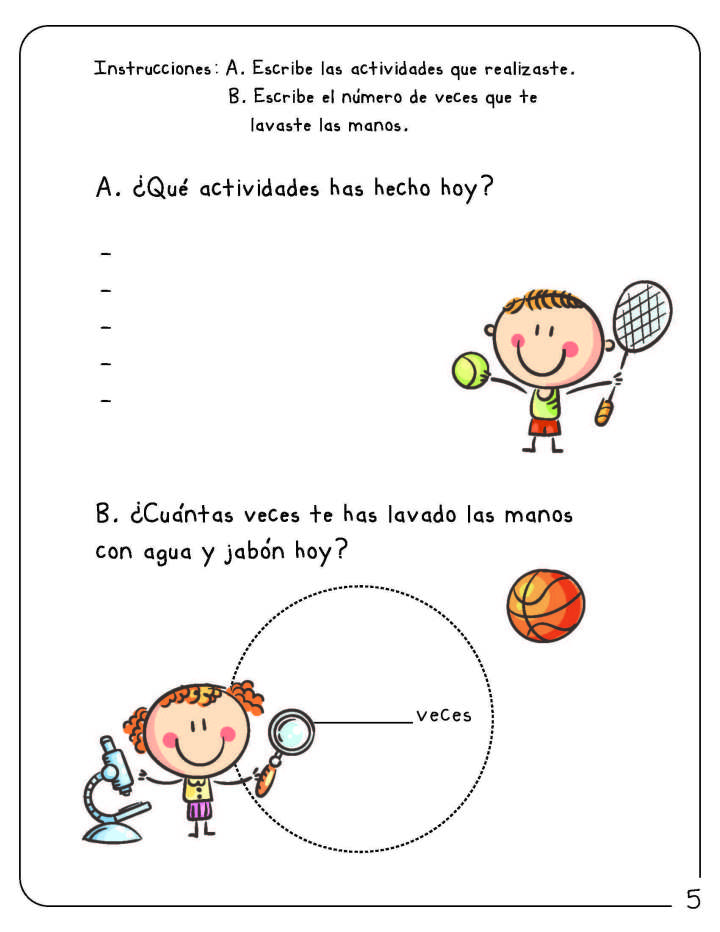 Instrucciones: A. Escribe las actividades que realizaste.
B. Escribe el número de veces que te
lavaste las manos.
A. ¿Qué actividades has hecho hoy?
-
-
-
-
-
B. ¿Cuántas veces te has lavado las manos
con agua y jabón hoy?
________ veces
5